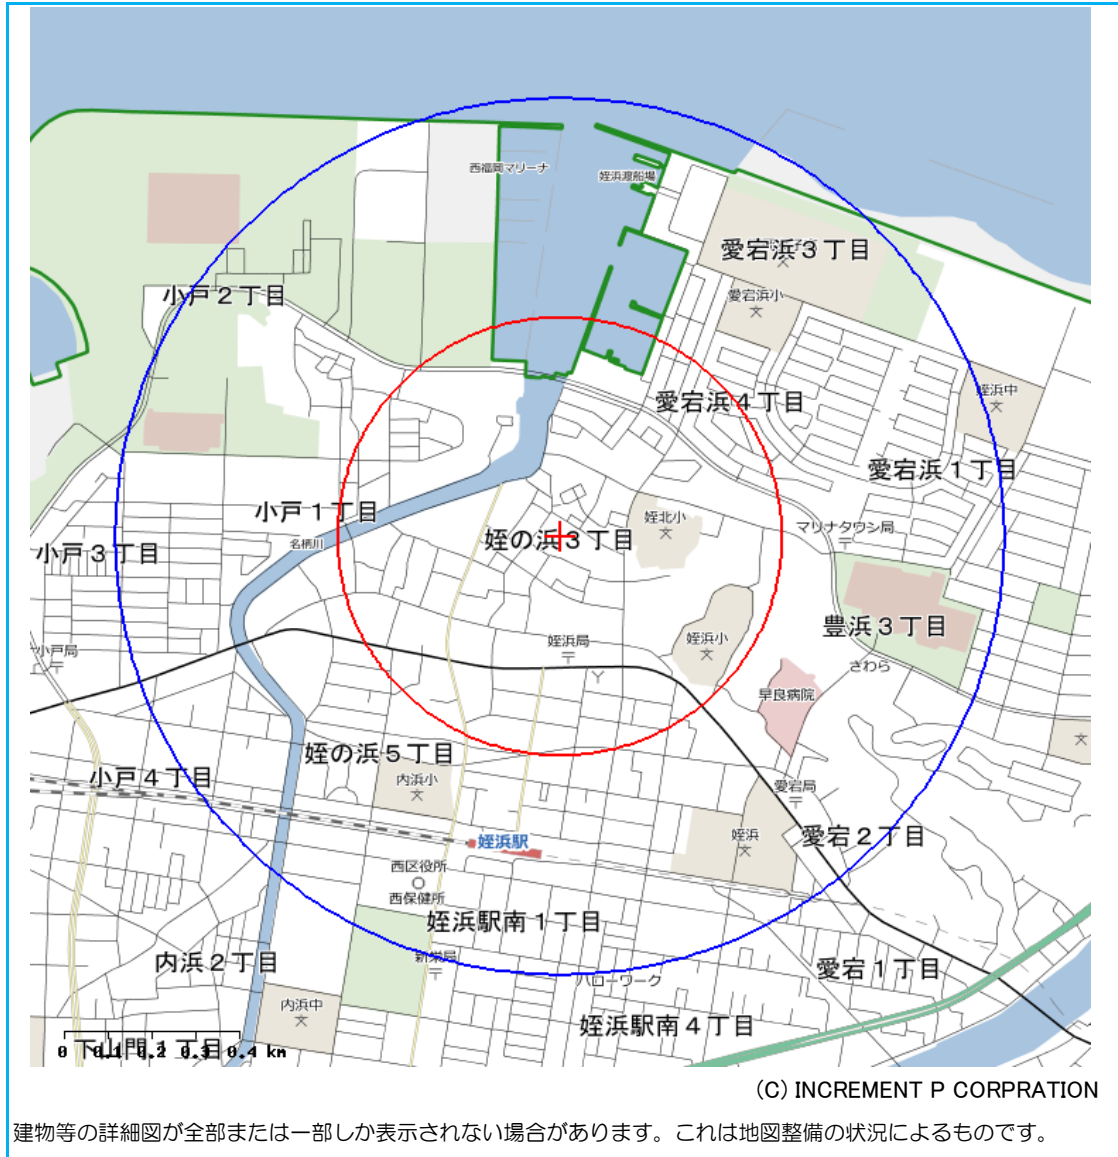 西福岡マリーナ
姪浜渡船場
愛宕浜3丁目
愛宕浜小
小戸2丁目
姪浜中
愛宕浜4丁目
愛宕浜1丁目
小戸1丁目
姪北小
マリナタウン局
姪の浜3丁目
名柄川
小戸3丁目
豊浜3丁目
姪浜局
姪浜小
小戸局
さわら
早良病院
姪の浜5丁目
小戸4丁目
内浜小
愛宕局
姪浜
愛宕2丁目
姪浜駅
西区役所
西保健所
姪浜駅南1丁目
新栄局
内浜2丁目
愛宕1丁目
ハローワーク
内浜中
姪浜駅南4丁目
下山門1丁目
0 0.1 0.2 0.3 0.4 km
(C) INCREMENT P CORPRATION
建物等の詳細図が全部または一部しか表示されない場合があります。これは地図整備の状況によるものです。